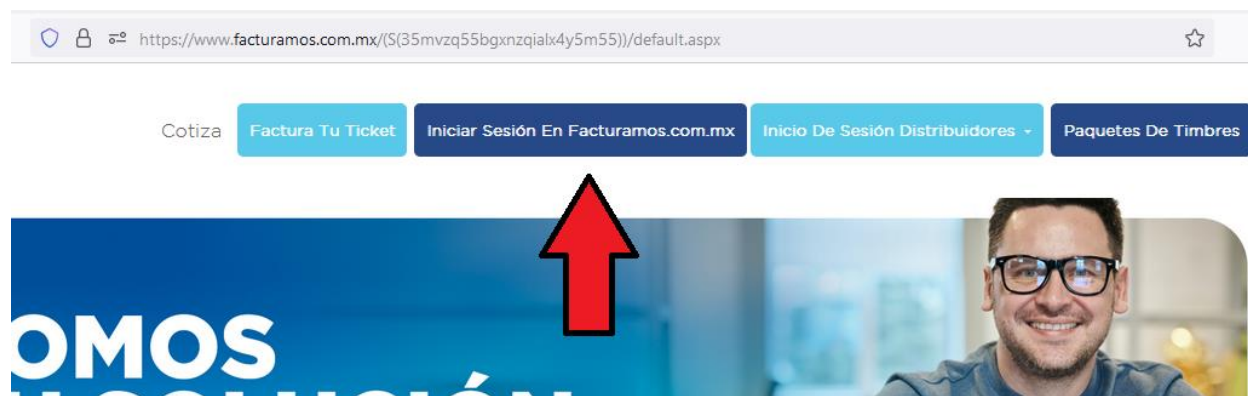 https://www.facturamos.com.mx/(S(35mvzq55bgxnzqialx4y5m55))/default.aspx
Cotiza Factura Tu Ticket Iniciar Sesión En Facturamos.com.mx Inicio De Sesión Distribuidores Paquetes De Timbres
OMOS